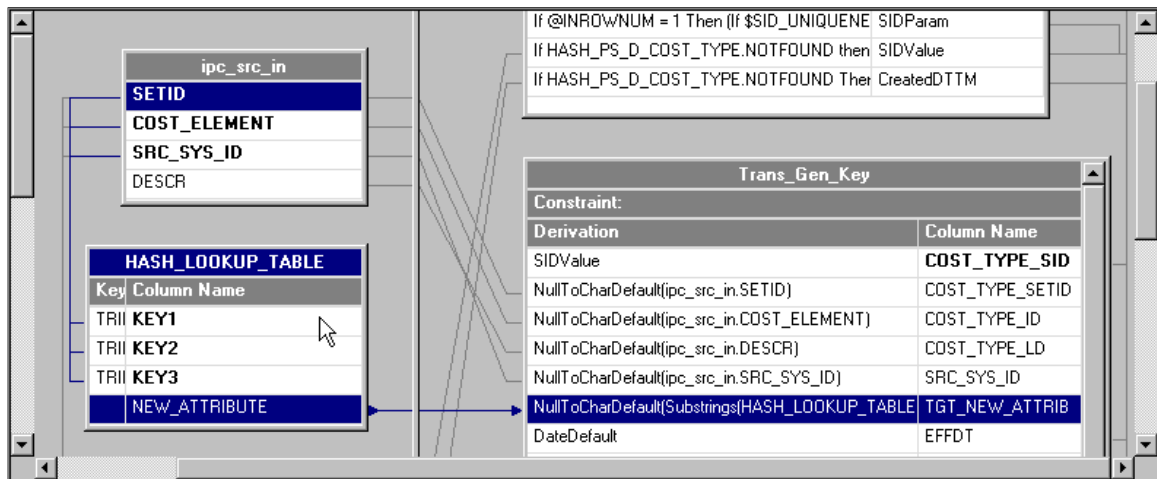 If @INROWNUM = 1 Then (If $SID_UNIQUENE SIDParam
If HASH_PS_D_COST_TYPE.NOTFOUND then SIDValue
If HASH_PS_D_COST_TYPE.NOTFOUND Ther CreatedDTTM
ipc_src_in
SETID
COST_ELEMENT
SRC_SYS_ID
DESCR
HASH_LOOKUP_TABLE
Key Column Name
TRII KEY1
TRII KEY2
TRII KEY3
NEW_ATTRIBUTE
Trans_Gen_Key
Constraint:
Derivation Column Name
SIDValue COST_TYPE_SID
NullToCharDefault(ipc_src_in.SETID) COST_TYPE_SETID
NullToCharDefault(ipc_src_in.COST_ELEMENT) COST_TYPE_ID
NullToCharDefault(ipc_src_in.DESCR) COST_TYPE_LD
NullToCharDefault(ipc_src_in.SRC_SYS_ID) SRC_SYS_ID
NullToCharDefault(Substrings(HASH_LOOKUP_TABLE TGT_NEW_ATTRIB
DateDefault EFFDT